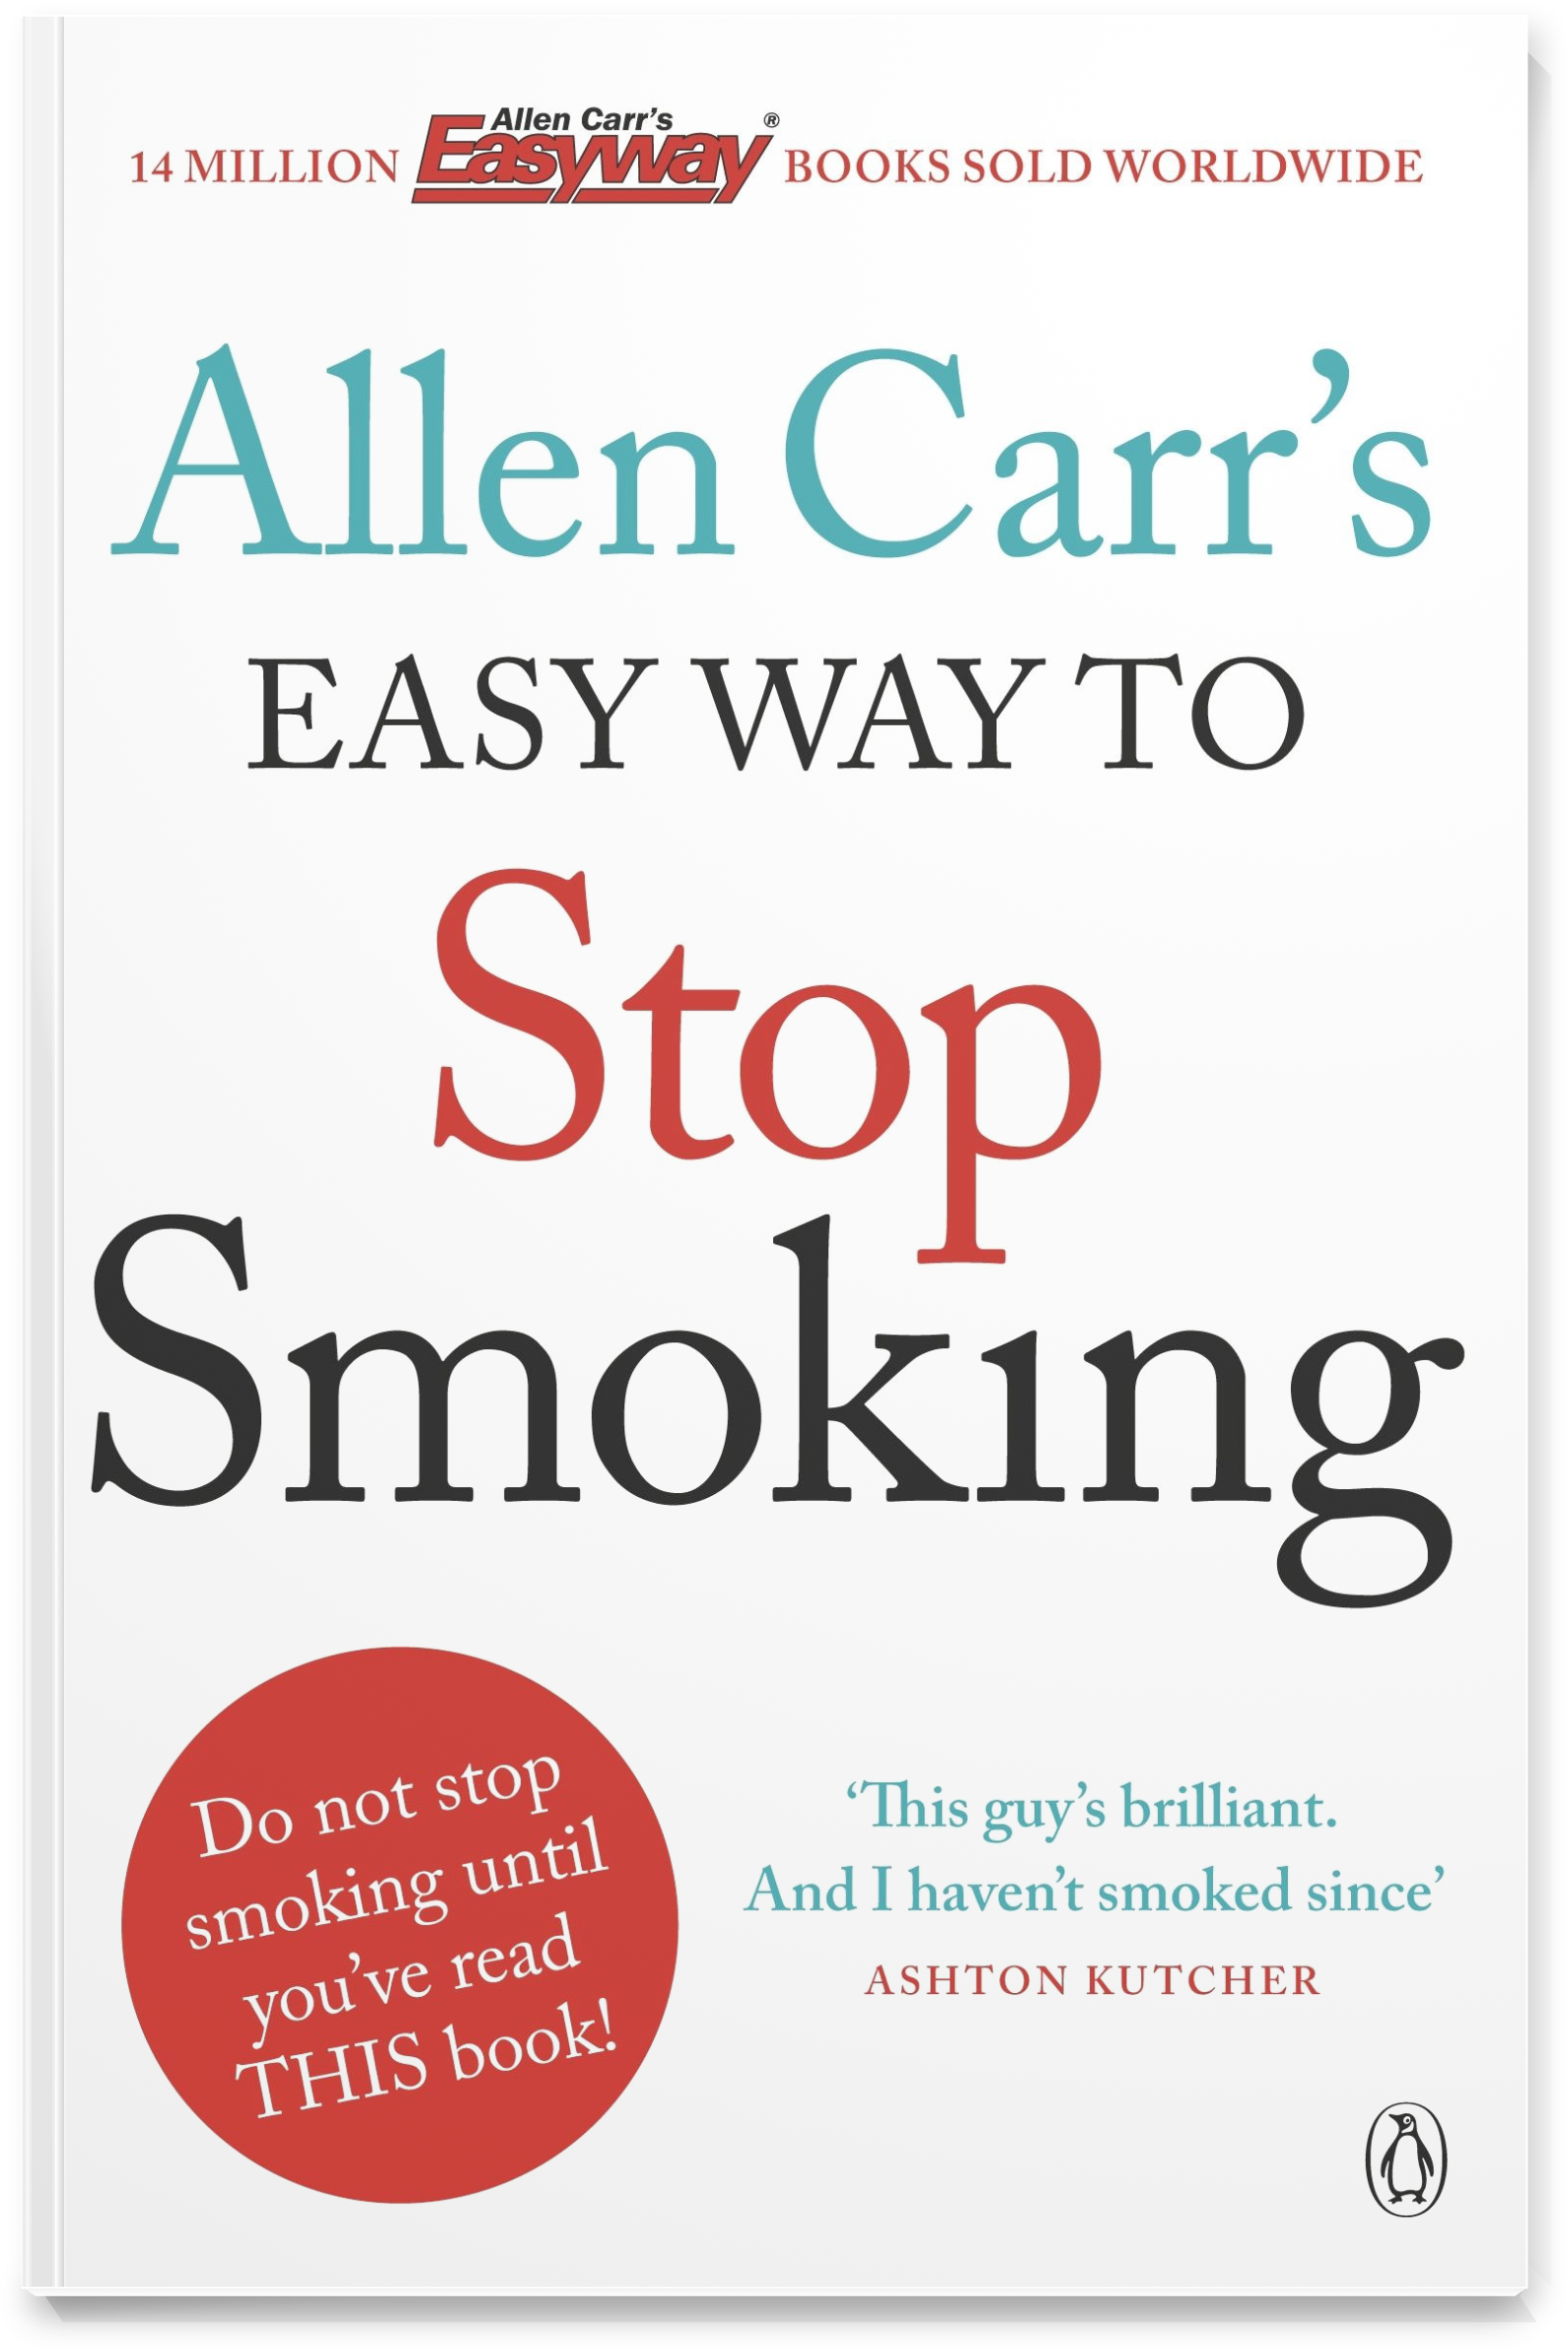 14 MILLION Allen Carr's Easyway® BOOKS SOLD WORLDWIDE
Allen Carr’s
EASY WAY TO
Stop
Smoking
Do not stop
smoking until
you’ve read
THIS book!
‘This guy’s brilliant.
And I haven’t smoked since’
ASHTON KUTCHER